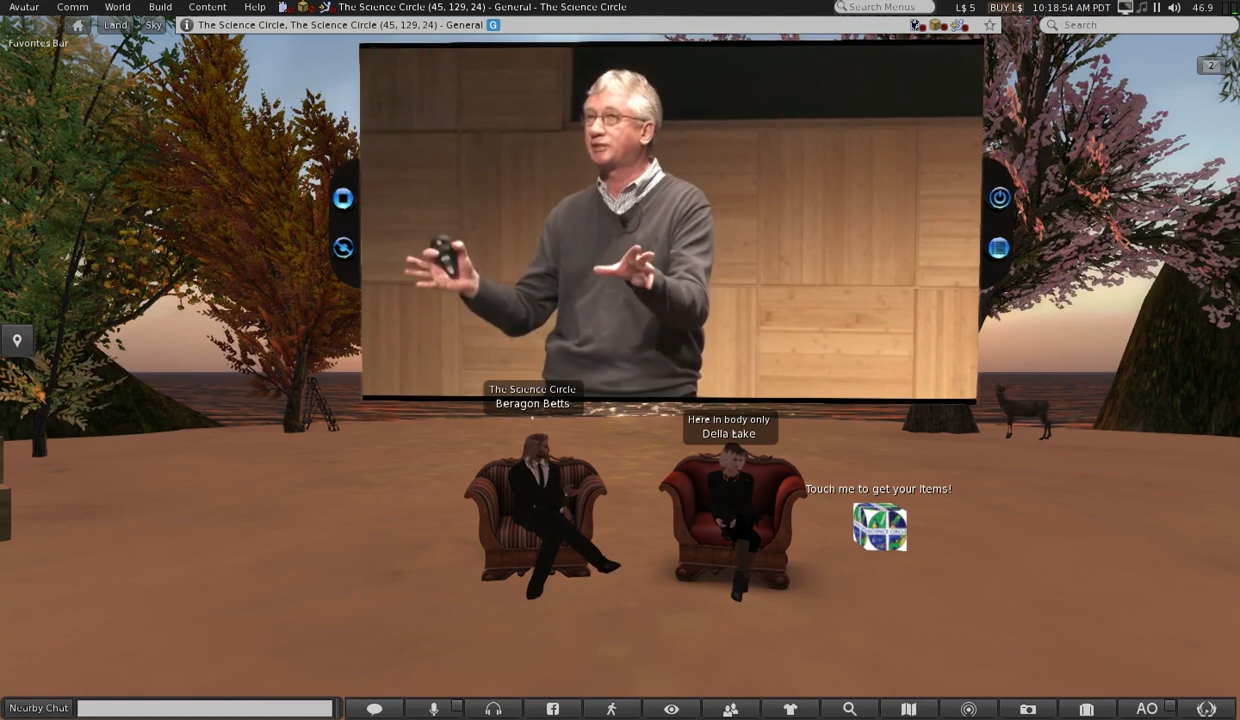 Avatar Comm World Build Content Help The Science Circle (45, 129, 24) - General - The Science Circle Search Menus L$ 5 BUY L$ 10:18:54 AM PDT 46.9
Land Sky The Science Circle, The Science Circle (45, 129, 24) - General G Search
Favorites Bar
2
The Science Circle
Beragon Betts
Here in body only
Della Lake
Touch me to get your Items!
SCIENCE CIRCLE
Nearby Chat AO